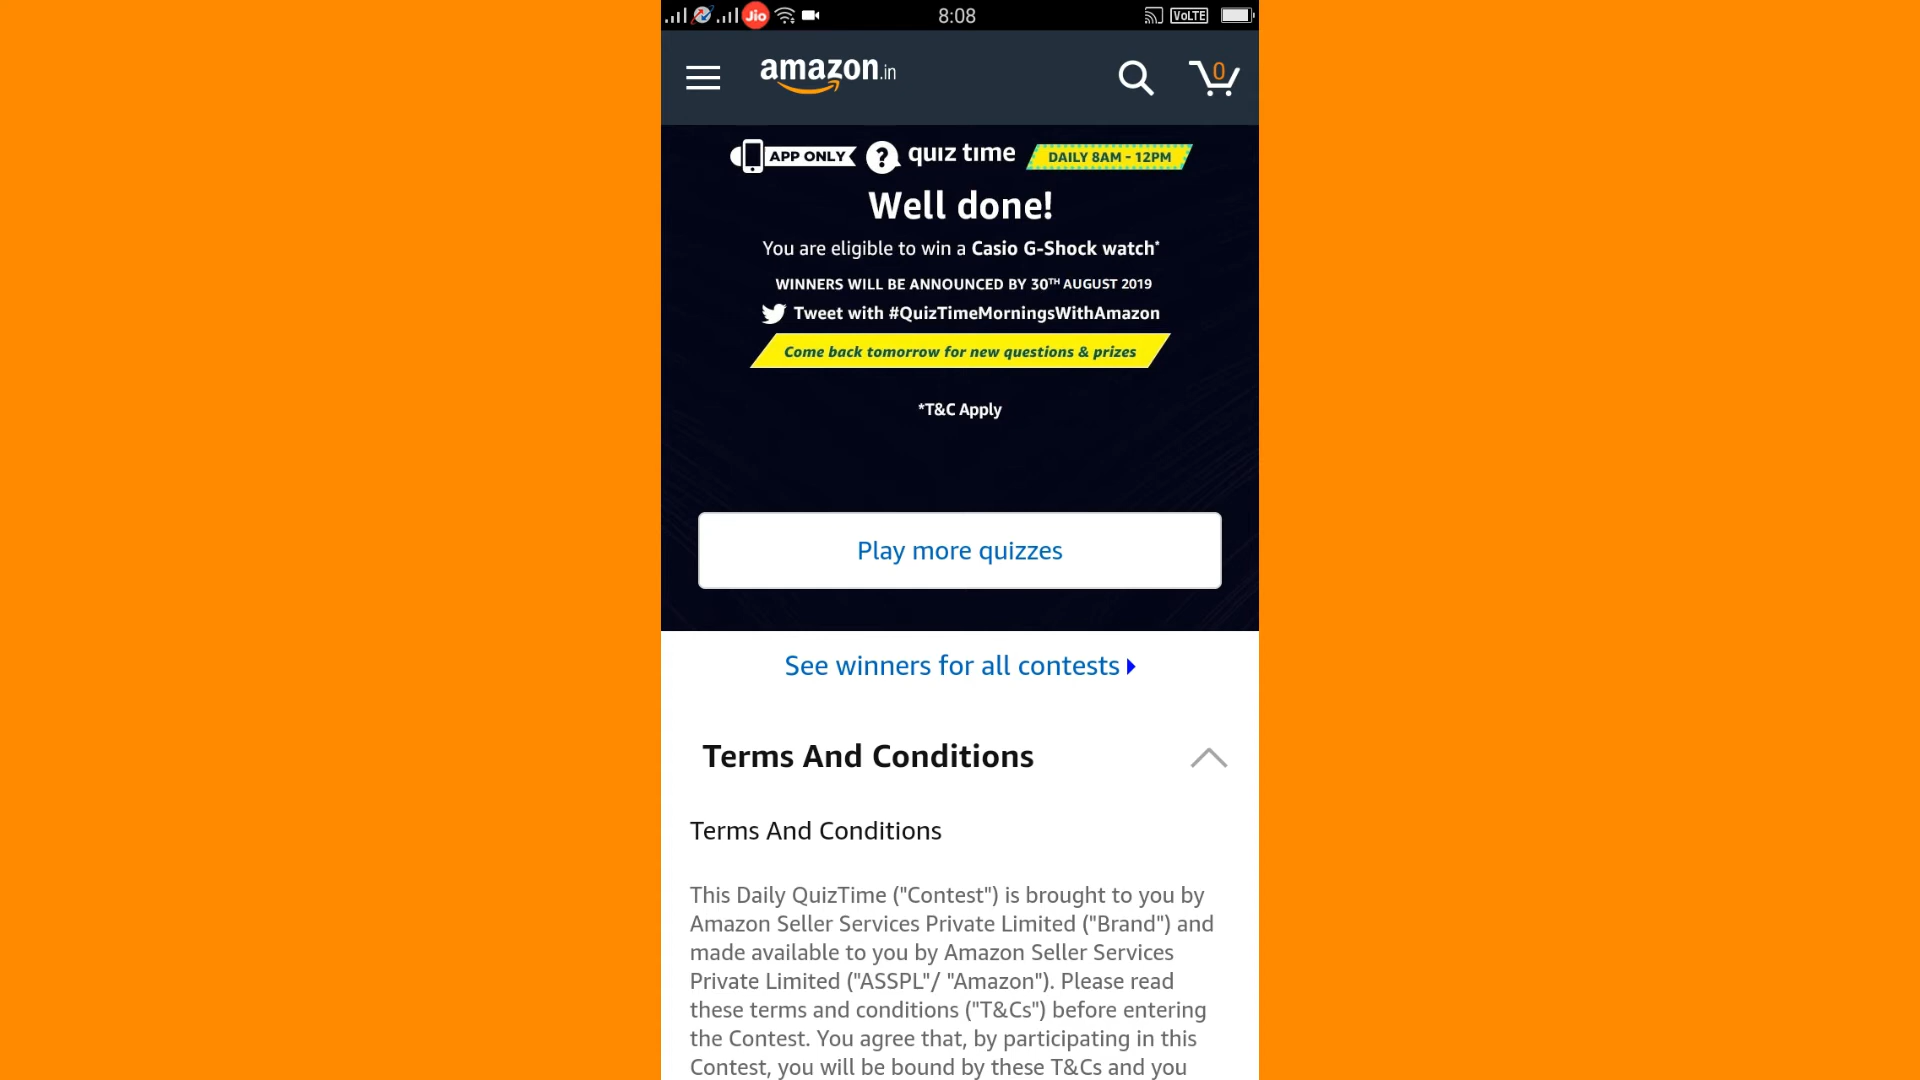 Jio 8:08 VoLTE
amazon.in 0
APP ONLY ? quiz time DAILY 8AM - 12PM
Well done!
You are eligible to win a Casio G-Shock watch*
WINNERS WILL BE ANNOUNCED BY 30TH AUGUST 2019
Tweet with #QuizTimeMorningsWithAmazon
Come back tomorrow for new questions & prizes
*T&C Apply
Play more quizzes
See winners for all contests
Terms And Conditions
Terms And Conditions
This Daily QuizTime ("Contest") is brought to you by
Amazon Seller Services Private Limited ("Brand") and
made available to you by Amazon Seller Services
Private Limited ("ASSPL"/ "Amazon"). Please read
these terms and conditions ("T&Cs") before entering
the Contest. You agree that, by participating in this
Contest, you will be bound by these T&Cs and you